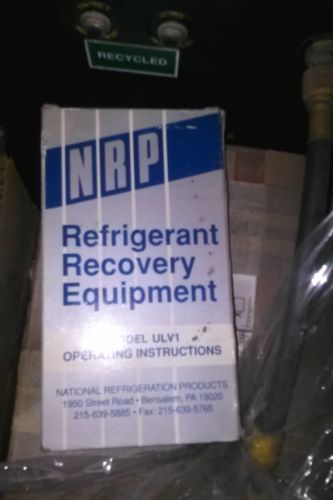 RECYCLED
NRP
Refrigerant
Recovery
Equipment
MODEL ULV1
OPERATING INSTRUCTIONS
NATIONAL REFRIGERATION PRODUCTS
1950 Street Road • Bensalem, PA 19020
215-639-5885 • Fax: 215-639-5765